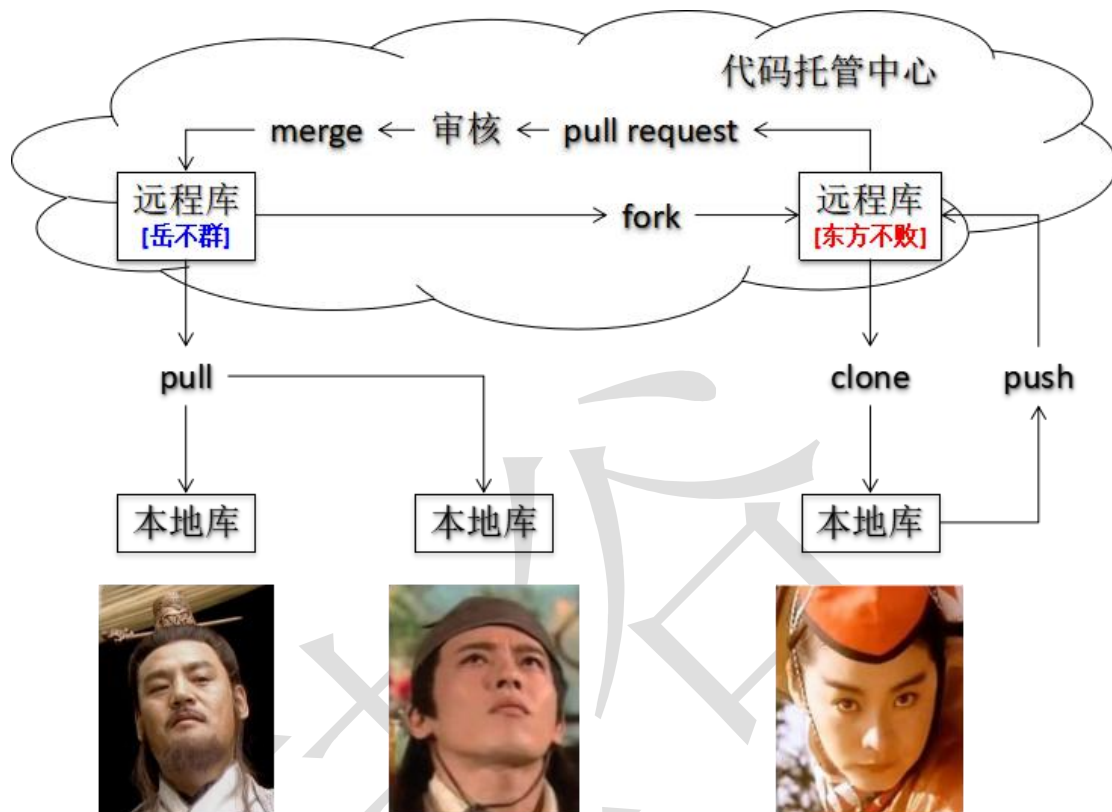 代码托管中心
merge
审核
pull request
远程库
[岳不群]
fork
远程库
[东方不败]
pull
clone
push
本地库
本地库
本地库